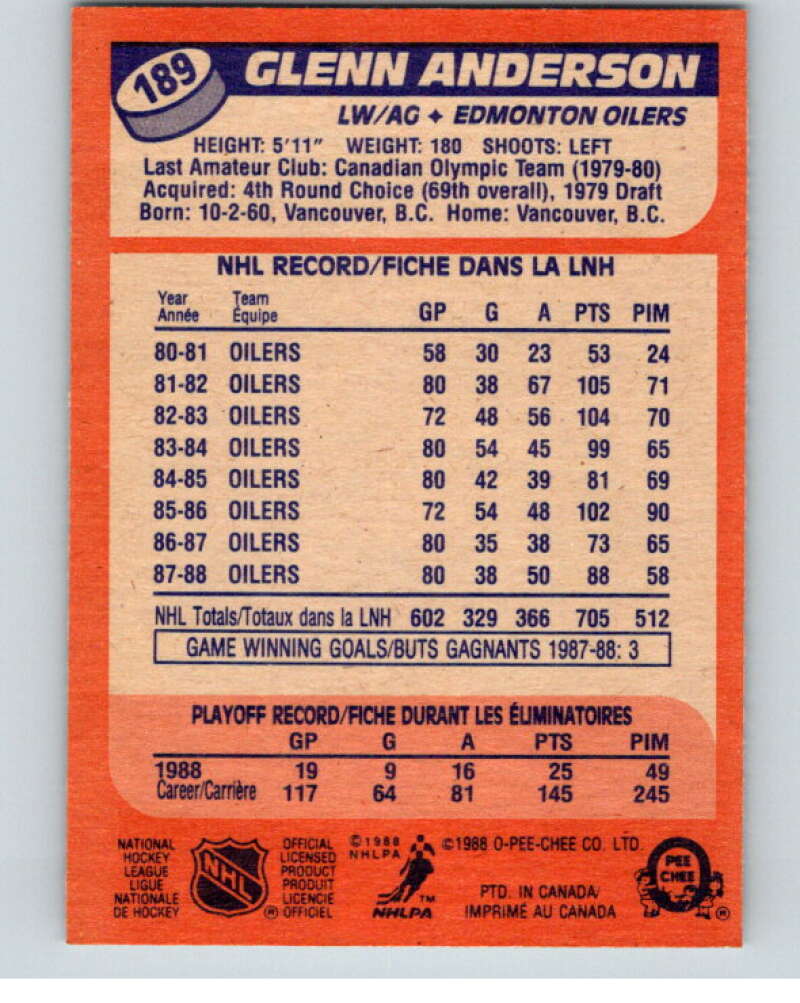 189 GLENN ANDERSON
LW/AG ✦ EDMONTON OILERS
HEIGHT: 5'11" WEIGHT: 180 SHOOTS: LEFT
Last Amateur Club: Canadian Olympic Team (1979-80)
Acquired: 4th Round Choice (69th overall), 1979 Draft
Born: 10-2-60, Vancouver, B.C. Home: Vancouver, B.C.
NHL RECORD/FICHE DANS LA LNH
Year Team
Année Équipe GP G A PTS PIM
80-81 OILERS 58 30 23 53 24
81-82 OILERS 80 38 67 105 71
82-83 OILERS 72 48 56 104 70
83-84 OILERS 80 54 45 99 65
84-85 OILERS 80 42 39 81 69
85-86 OILERS 72 54 48 102 90
86-87 OILERS 80 35 38 73 65
87-88 OILERS 80 38 50 88 58
NHL Totals/Totaux dans la LNH 602 329 366 705 512
GAME WINNING GOALS/BUTS GAGNANTS 1987-88: 3
PLAYOFF RECORD/FICHE DURANT LES ÉLIMINATOIRES
GP G A PTS PIM
1988 19 9 16 25 49
Career/Carrière 117 64 81 145 245
NATIONAL
HOCKEY
LEAGUE
LIGUE
NATIONALE
DE HOCKEY
NHL
®
OFFICIAL
LICENSED
PRODUCT
PRODUIT
LICENCIE
OFFICIEL
©1988
NHLPA
™
NHLPA
©1988 O-PEE-CHEE CO. LTD.
PTD. IN CANADA/
IMPRIMÉ AU CANADA
PEE
CHEE
®